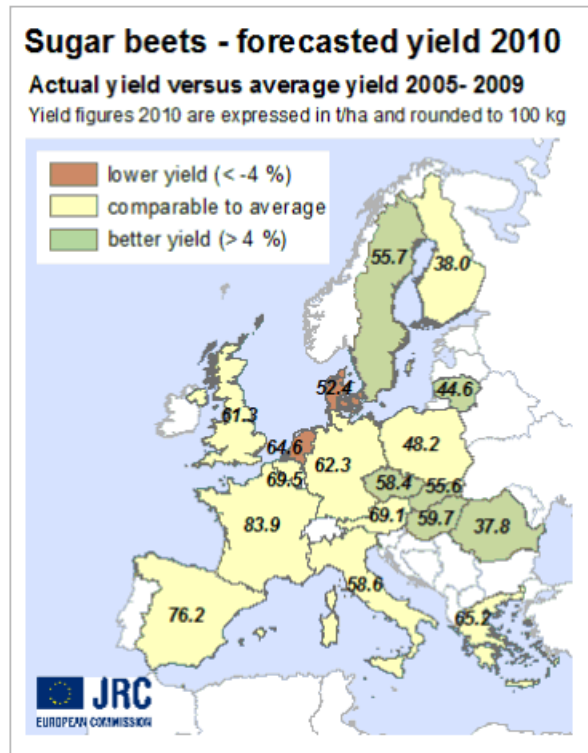 Sugar beets - forecasted yield 2010
Actual yield versus average yield 2005- 2009
Yield figures 2010 are expressed in t/ha and rounded to 100 kg
lower yield (< -4 %)
comparable to average
better yield (> 4 %)
55.7
38.0
52.4
44.6
61.3
64.6
48.2
62.3
69.5
58.4
55.6
69.1
59.7
37.8
83.9
58.6
76.2
65.2
JRC
EUROPEAN COMMISSION